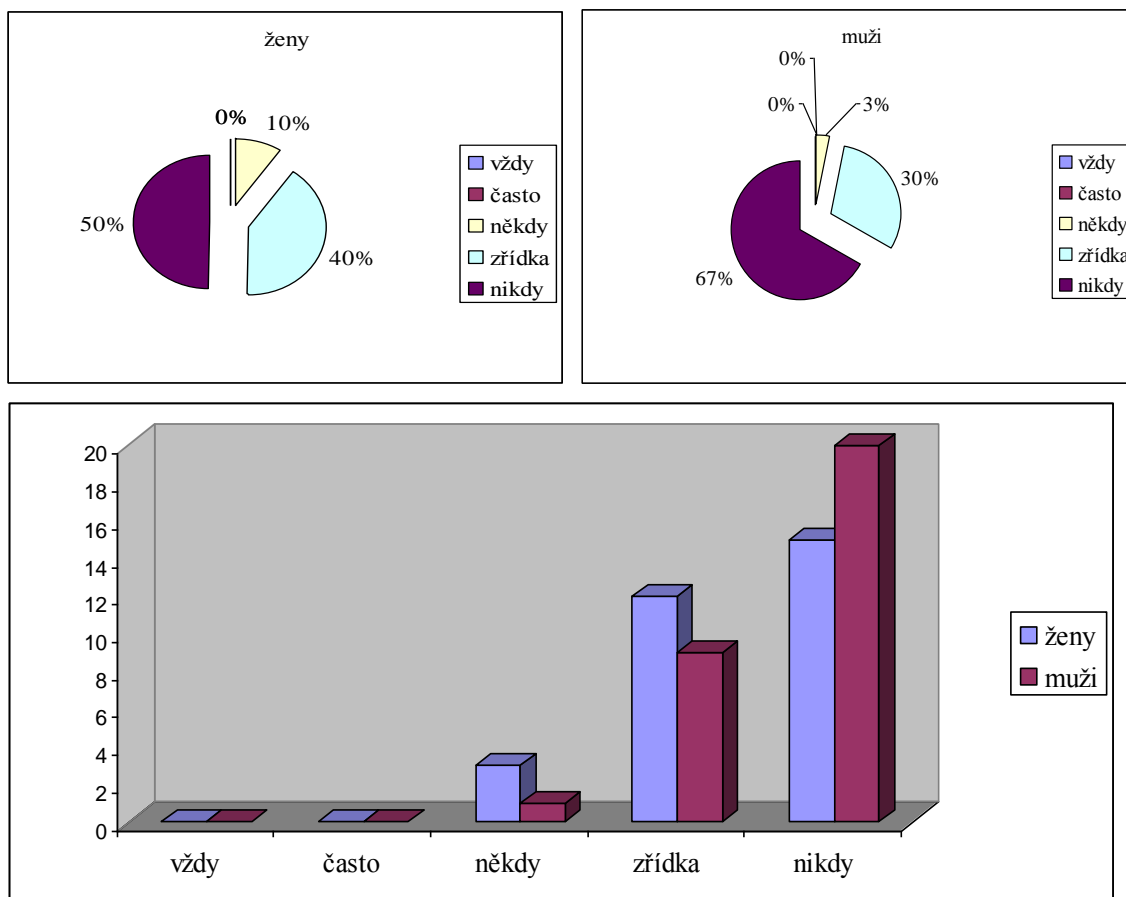 ženy
0%
10%
50%
40%
vždy
často
někdy
zřídka
nikdy
muži
0%
0%
3%
30%
67%
vždy
často
někdy
zřídka
nikdy
20
18
16
14
12
10
8
6
4
2
0
vždy
často
někdy
zřídka
nikdy
ženy
muži